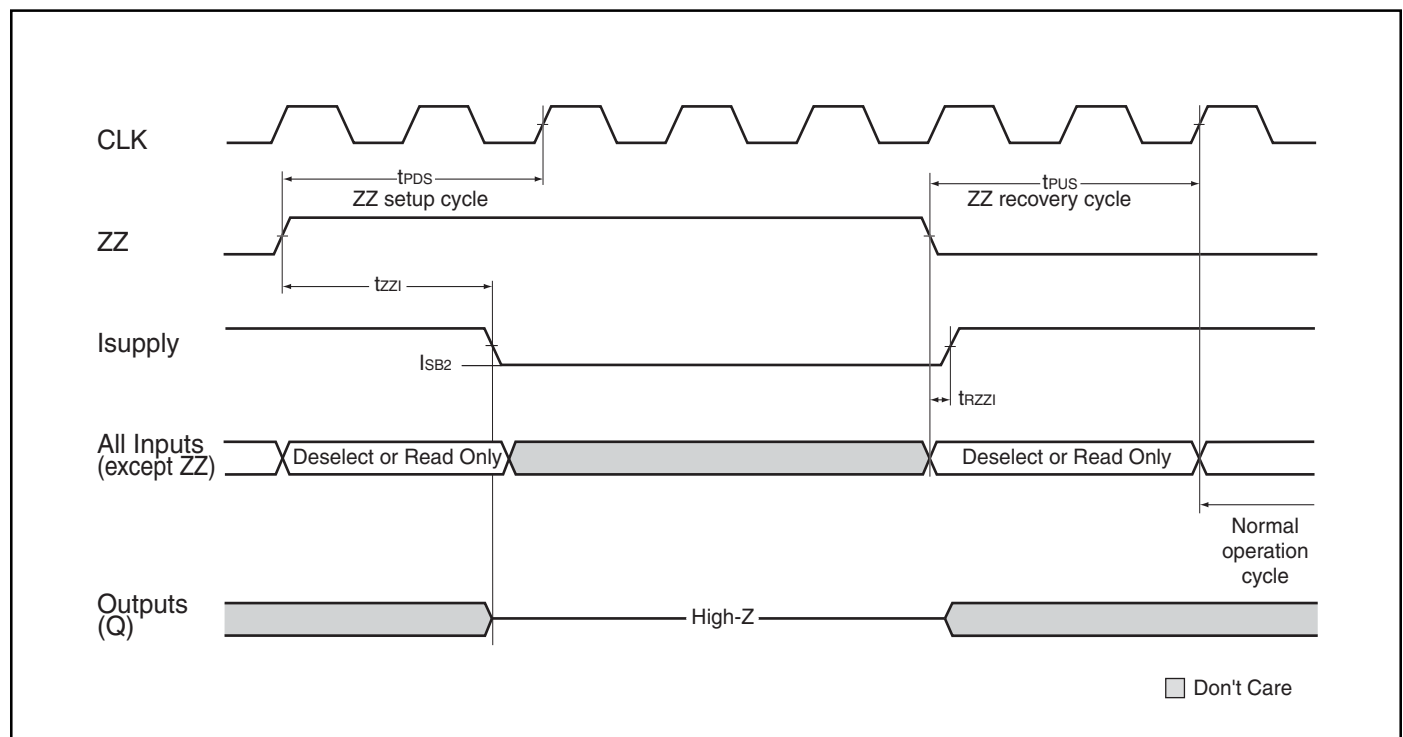 CLK
tPDS
ZZ setup cycle
tPUS
ZZ recovery cycle
ZZ
tZZI
Isupply
ISB2
tRZZI
All Inputs
(except ZZ)
Deselect or Read Only
Deselect or Read Only
Normal
operation
cycle
Outputs
(Q)
High-Z
Don't Care